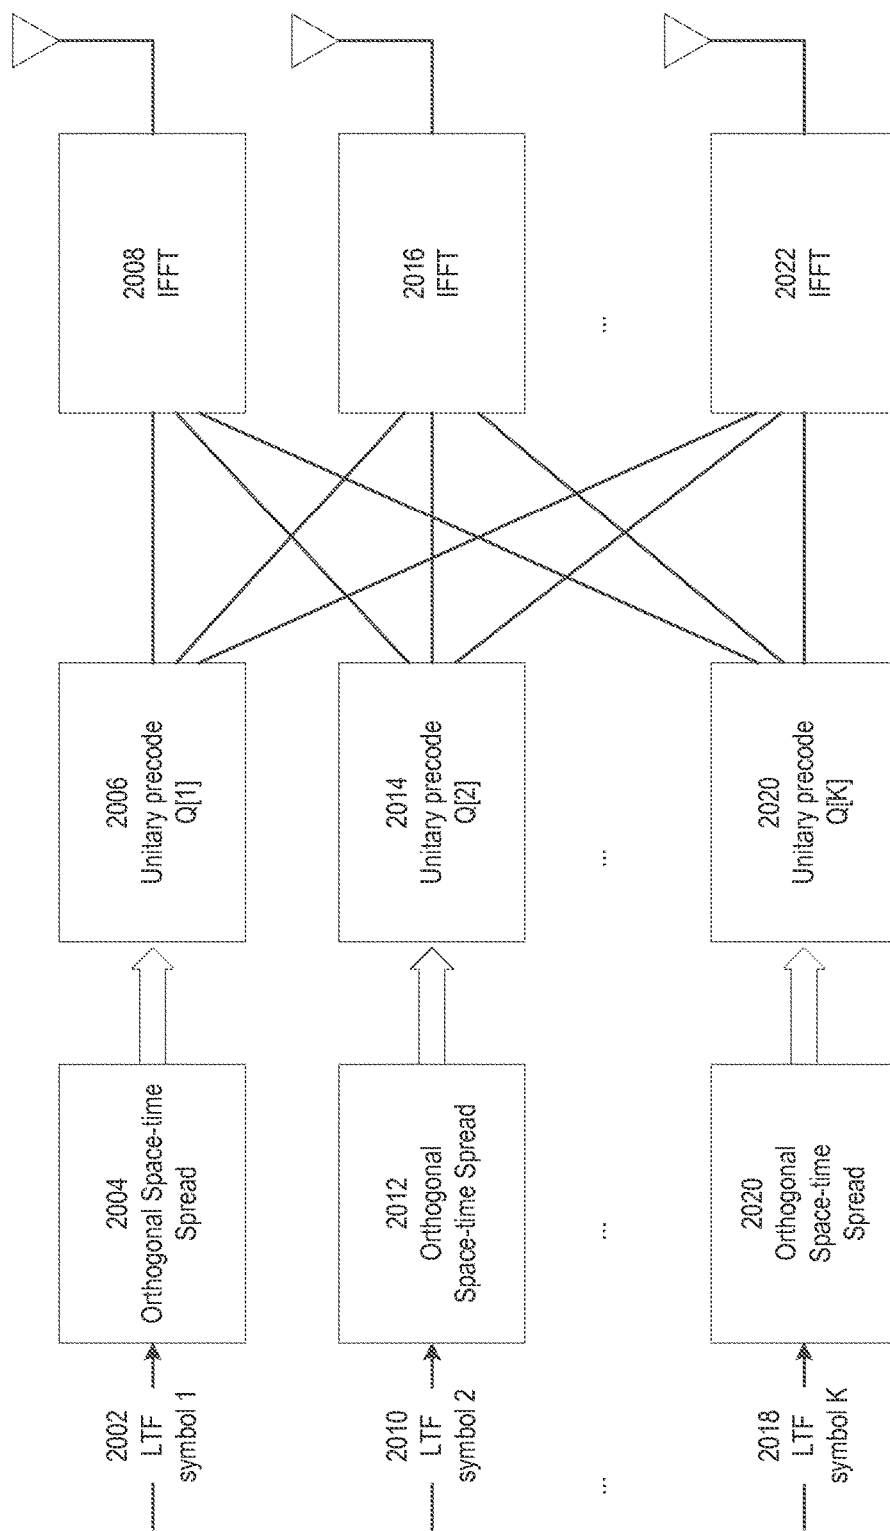 2002
LTF
symbol 1
2004
Orthogonal Space-time
Spread
2006
Unitary precode
Q[1]
2008
IFFT
2010
LTF
symbol 2
2012
Orthogonal
Space-time Spread
2014
Unitary precode
Q[2]
2016
IFFT
...
...
...
...
2018
LTF
symbol K
2020
Orthogonal
Space-time
Spread
2020
Unitary precode
Q[K]
2022
IFFT